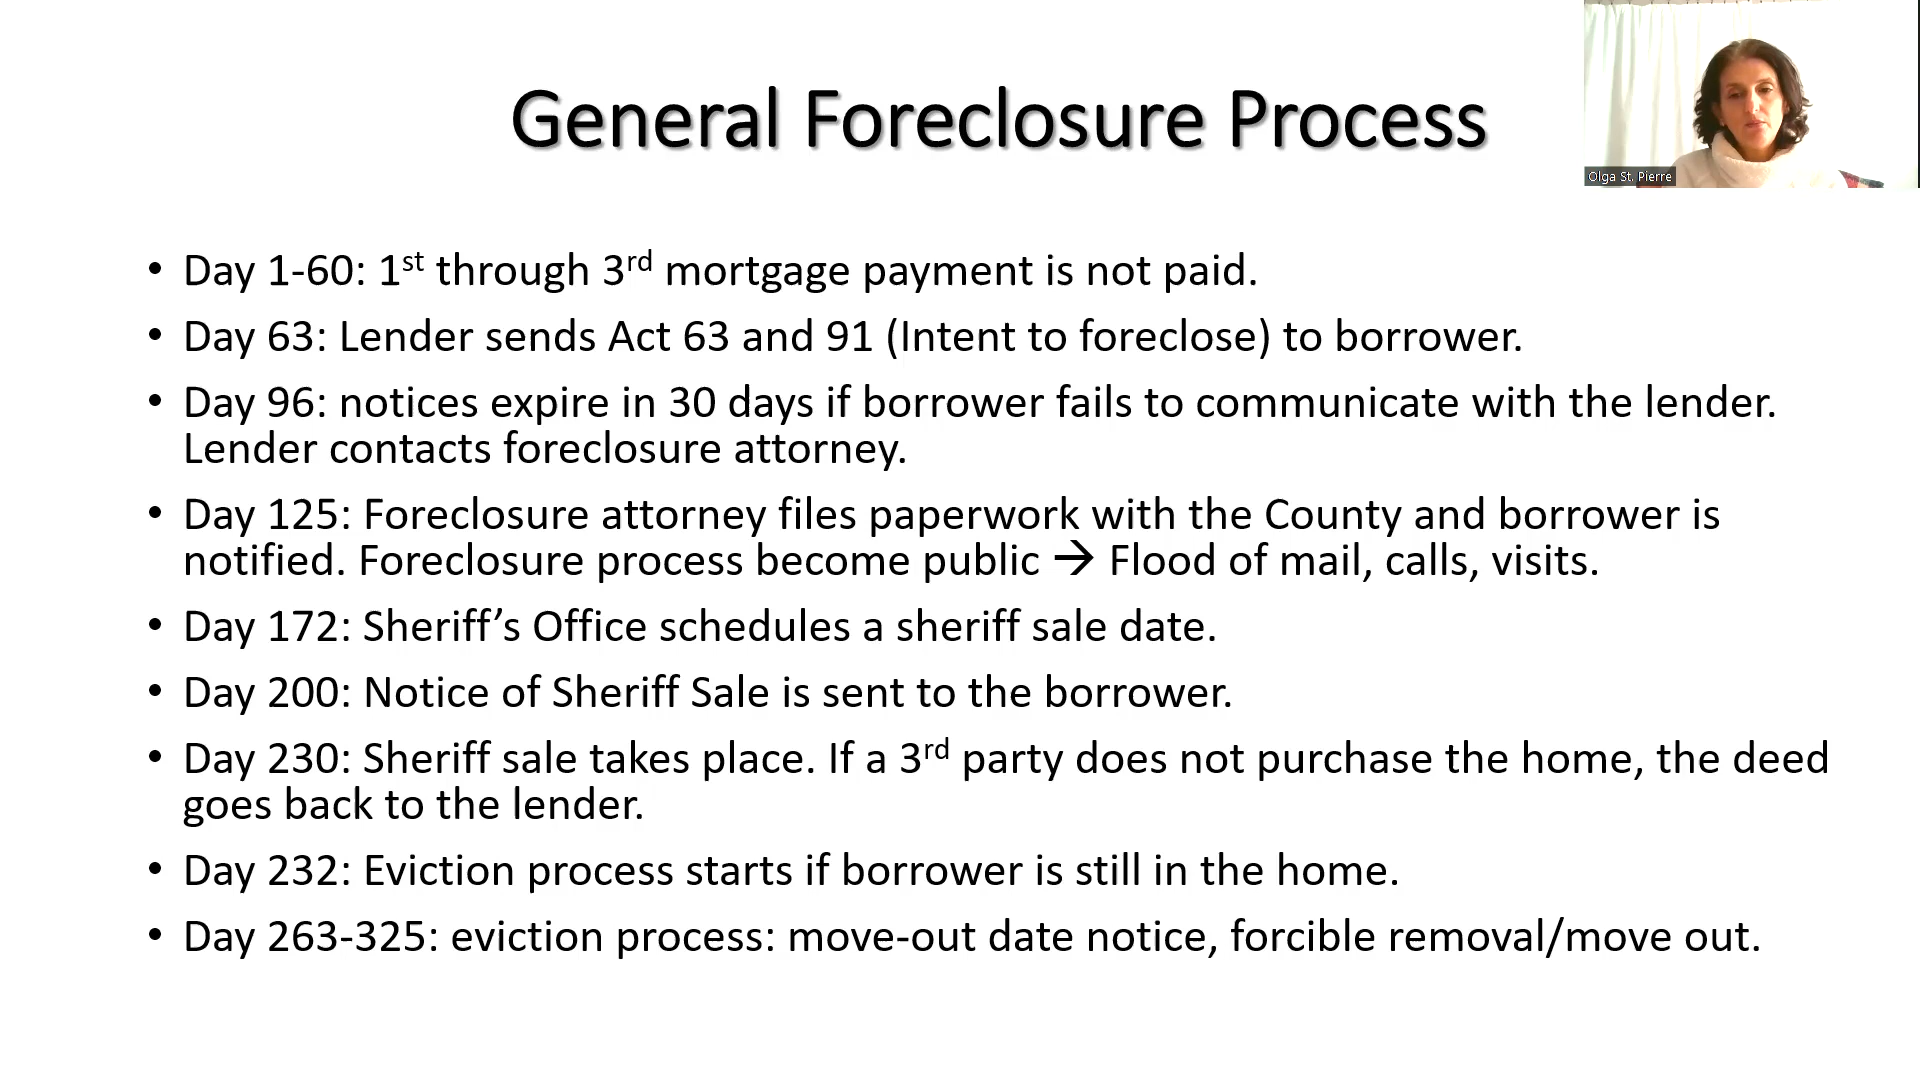 General Foreclosure Process
Olga St. Pierre
• Day 1-60: 1st through 3rd mortgage payment is not paid.
• Day 63: Lender sends Act 63 and 91 (Intent to foreclose) to borrower.
• Day 96: notices expire in 30 days if borrower fails to communicate with the lender.
Lender contacts foreclosure attorney.
• Day 125: Foreclosure attorney files paperwork with the County and borrower is
notified. Foreclosure process become public → Flood of mail, calls, visits.
• Day 172: Sheriff’s Office schedules a sheriff sale date.
• Day 200: Notice of Sheriff Sale is sent to the borrower.
• Day 230: Sheriff sale takes place. If a 3rd party does not purchase the home, the deed
goes back to the lender.
• Day 232: Eviction process starts if borrower is still in the home.
• Day 263-325: eviction process: move-out date notice, forcible removal/move out.